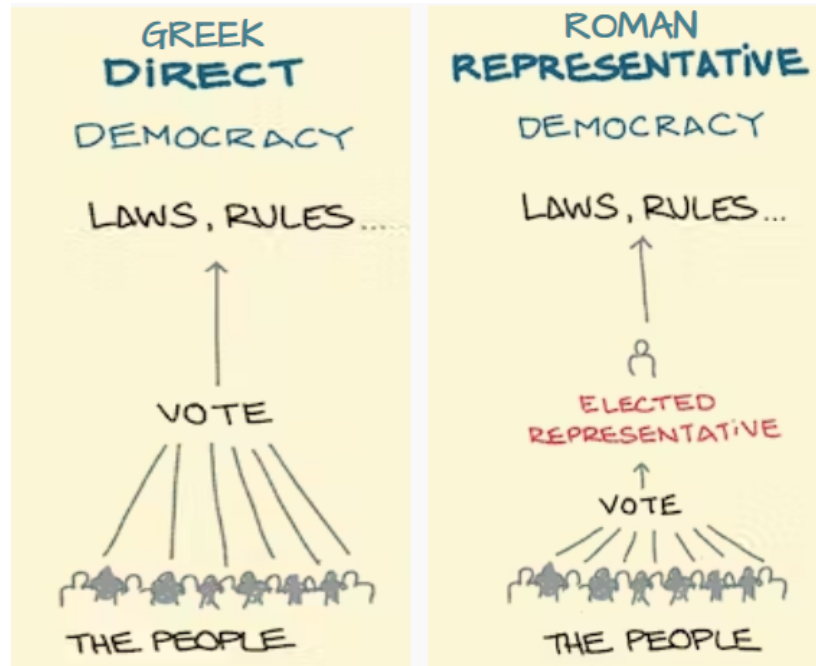 GREEK
DIRECT
DEMOCRACY
LAWS, RULES....
VOTE
THE PEOPLE
ROMAN
REPRESENTATIVE
DEMOCRACY
LAWS, RULES...
ELECTED
REPRESENTATIVE
VOTE
THE PEOPLE